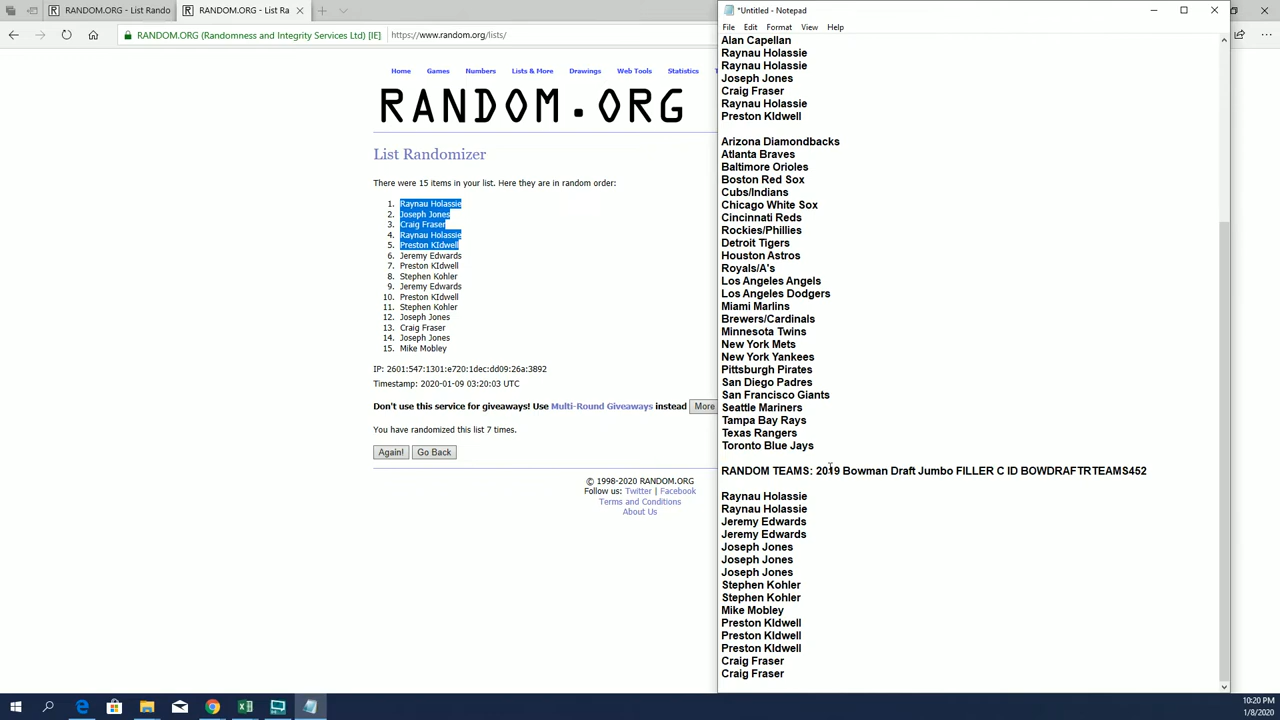 RANDOM.ORG - List Rando
RANDOM.ORG - List Ra
RANDOM.ORG (Randomness and Integrity Services Ltd) [IE]
https://www.random.org/lists/
Home Games Numbers Lists & More Drawings Web Tools Statistics
RANDOM.ORG
List Randomizer
There were 15 items in your list. Here they are in random order:
1. Raynau Holassie
2. Joseph Jones
3. Craig Fraser
4. Raynau Holassie
5. Preston KIdwell
6. Jeremy Edwards
7. Preston KIdwell
8. Stephen Kohler
9. Jeremy Edwards
10. Preston KIdwell
11. Stephen Kohler
12. Joseph Jones
13. Craig Fraser
14. Joseph Jones
15. Mike Mobley
IP: 2601:547:1301:e720:1dec:dd09:26a:3892
Timestamp: 2020-01-09 03:20:03 UTC
Don't use this service for giveaways! Use Multi-Round Giveaways instead More
You have randomized this list 7 times.
Again! Go Back
© 1998-2020 RANDOM.ORG
Follow us: Twitter | Facebook
Terms and Conditions
About Us
*Untitled - Notepad
File Edit Format View Help
Alan Capellan
Raynau Holassie
Raynau Holassie
Joseph Jones
Craig Fraser
Raynau Holassie
Preston KIdwell
Arizona Diamondbacks
Atlanta Braves
Baltimore Orioles
Boston Red Sox
Cubs/Indians
Chicago White Sox
Cincinnati Reds
Rockies/Phillies
Detroit Tigers
Houston Astros
Royals/A's
Los Angeles Angels
Los Angeles Dodgers
Miami Marlins
Brewers/Cardinals
Minnesota Twins
New York Mets
New York Yankees
Pittsburgh Pirates
San Diego Padres
San Francisco Giants
Seattle Mariners
Tampa Bay Rays
Texas Rangers
Toronto Blue Jays
RANDOM TEAMS: 2019 Bowman Draft Jumbo FILLER C ID BOWDRAFTRTEAMS452
Raynau Holassie
Raynau Holassie
Jeremy Edwards
Jeremy Edwards
Joseph Jones
Joseph Jones
Joseph Jones
Stephen Kohler
Stephen Kohler
Mike Mobley
Preston KIdwell
Preston KIdwell
Preston KIdwell
Craig Fraser
Craig Fraser
10:20 PM
1/8/2020